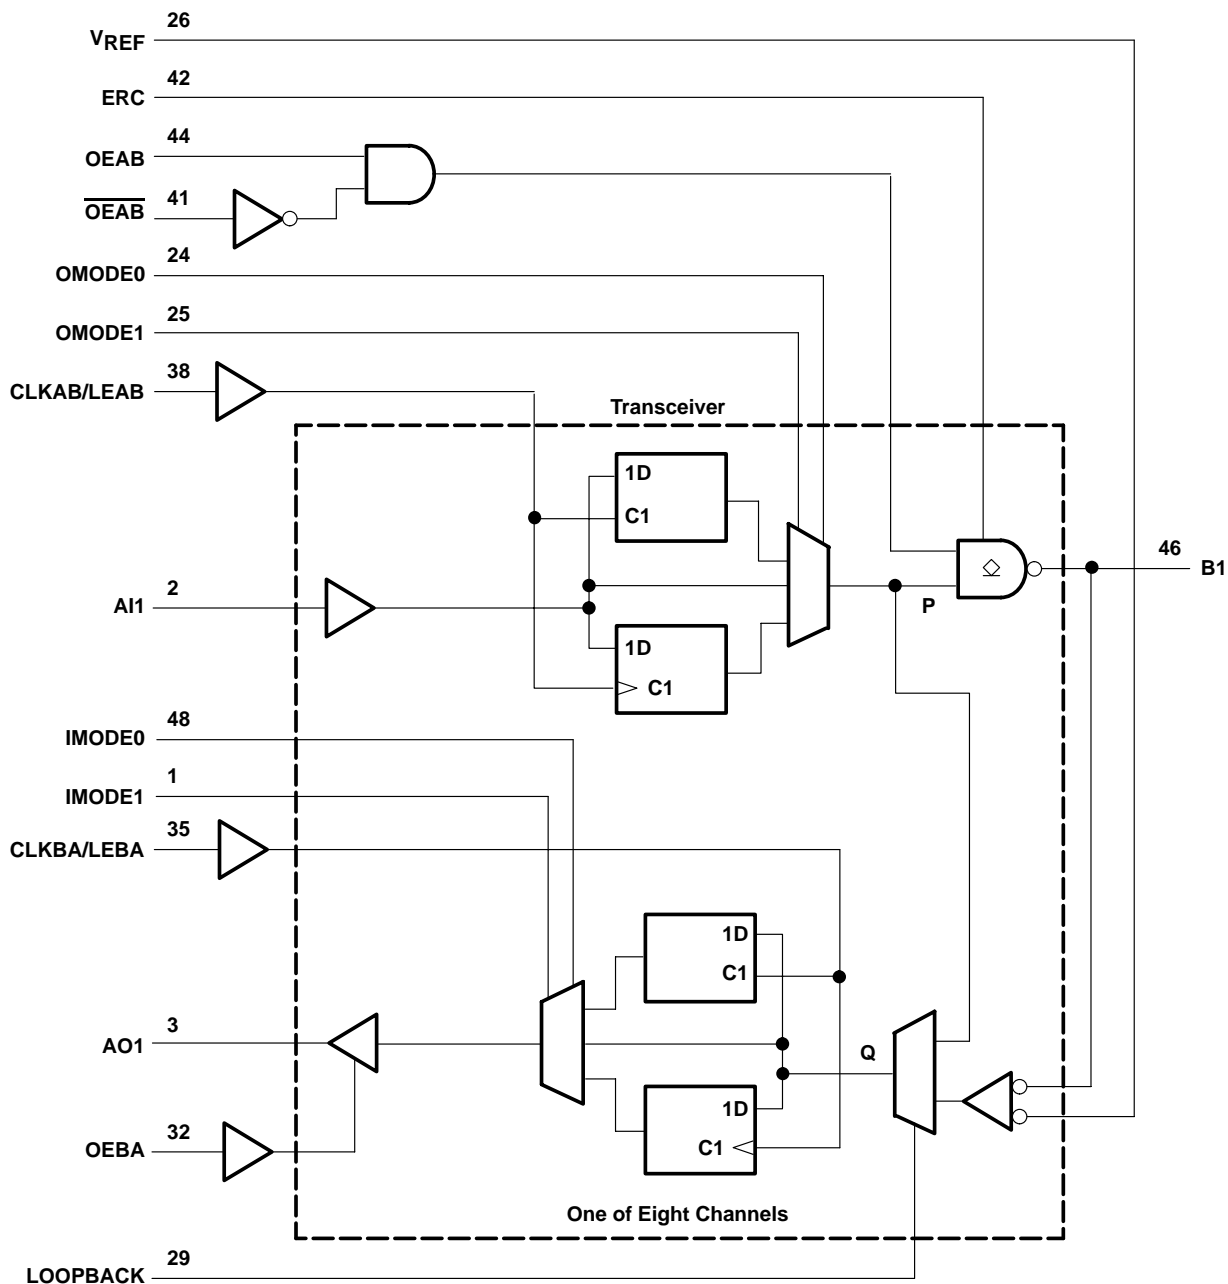 26
VREF
42
ERC
44
OEAB
41
OEAB
24
OMODE0
25
OMODE1
38
CLKAB/LEAB
Transceiver
1D
C1
46
B1
2
AI1
P
1D
C1
48
IMODE0
1
IMODE1
35
CLKBA/LEBA
1D
C1
3
AO1
Q
1D
C1
32
OEBA
One of Eight Channels
29
LOOPBACK